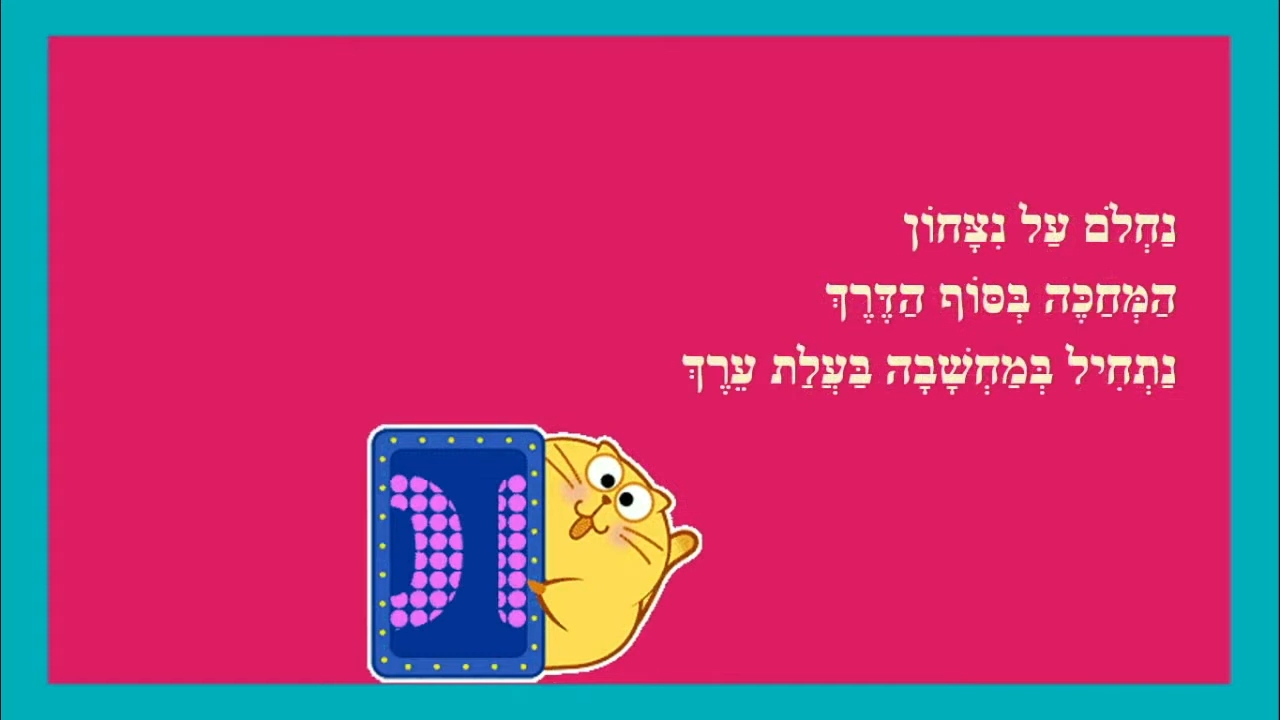 נַחְלֹם עַל נִצָּחוֹן
הַמְּחַכֶּה בְּסוֹף הַדֶּרֶךְ
נַתְחִיל בְּמַחְשָׁבָה בַּעֲלַת עֵרֶךְ